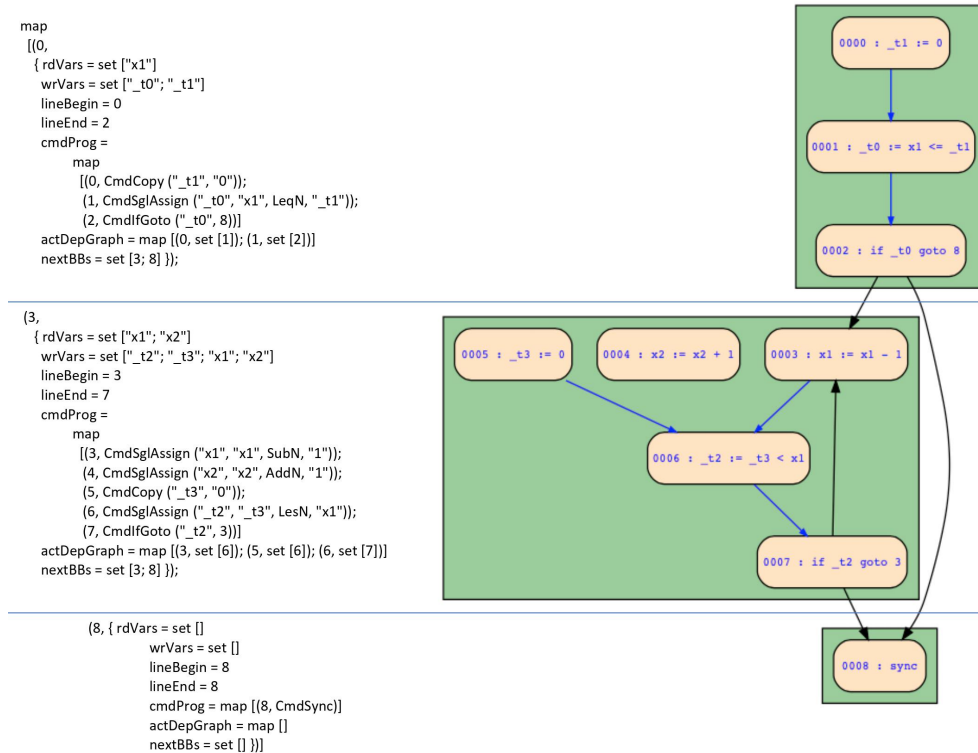 map
[(0,
{ rdVars = set ["x1"]
wrVars = set ["_t0"; "_t1"]
lineBegin = 0
lineEnd = 2
cmdProg =
map
[(0, CmdCopy ("_t1", "0"));
(1, CmdSglAssign ("_t0", "x1", LeqN, "_t1"));
(2, CmdIfGoto ("_t0", 8))]
actDepGraph = map [(0, set [1]); (1, set [2])]
nextBBs = set [3; 8] });
0000 : _t1 := 0
0001 : _t0 := x1 <= _t1
0002 : if _t0 goto 8
(3,
{ rdVars = set ["x1"; "x2"]
wrVars = set ["_t2"; "_t3"; "x1"; "x2"]
lineBegin = 3
lineEnd = 7
cmdProg =
map
[(3, CmdSglAssign ("x1", "x1", SubN, "1"));
(4, CmdSglAssign ("x2", "x2", AddN, "1"));
(5, CmdCopy ("_t3", "0"));
(6, CmdSglAssign ("_t2", "_t3", LesN, "x1"));
(7, CmdIfGoto ("_t2", 3))]
actDepGraph = map [(3, set [6]); (5, set [6]); (6, set [7])]
nextBBs = set [3; 8] });
0005 : _t3 := 0
0004 : x2 := x2 + 1
0003 : x1 := x1 - 1
0006 : _t2 := _t3 < x1
0007 : if _t2 goto 3
(8, { rdVars = set []
wrVars = set []
lineBegin = 8
lineEnd = 8
cmdProg = map [(8, CmdSync)]
actDepGraph = map []
nextBBs = set [] })]
0008 : sync